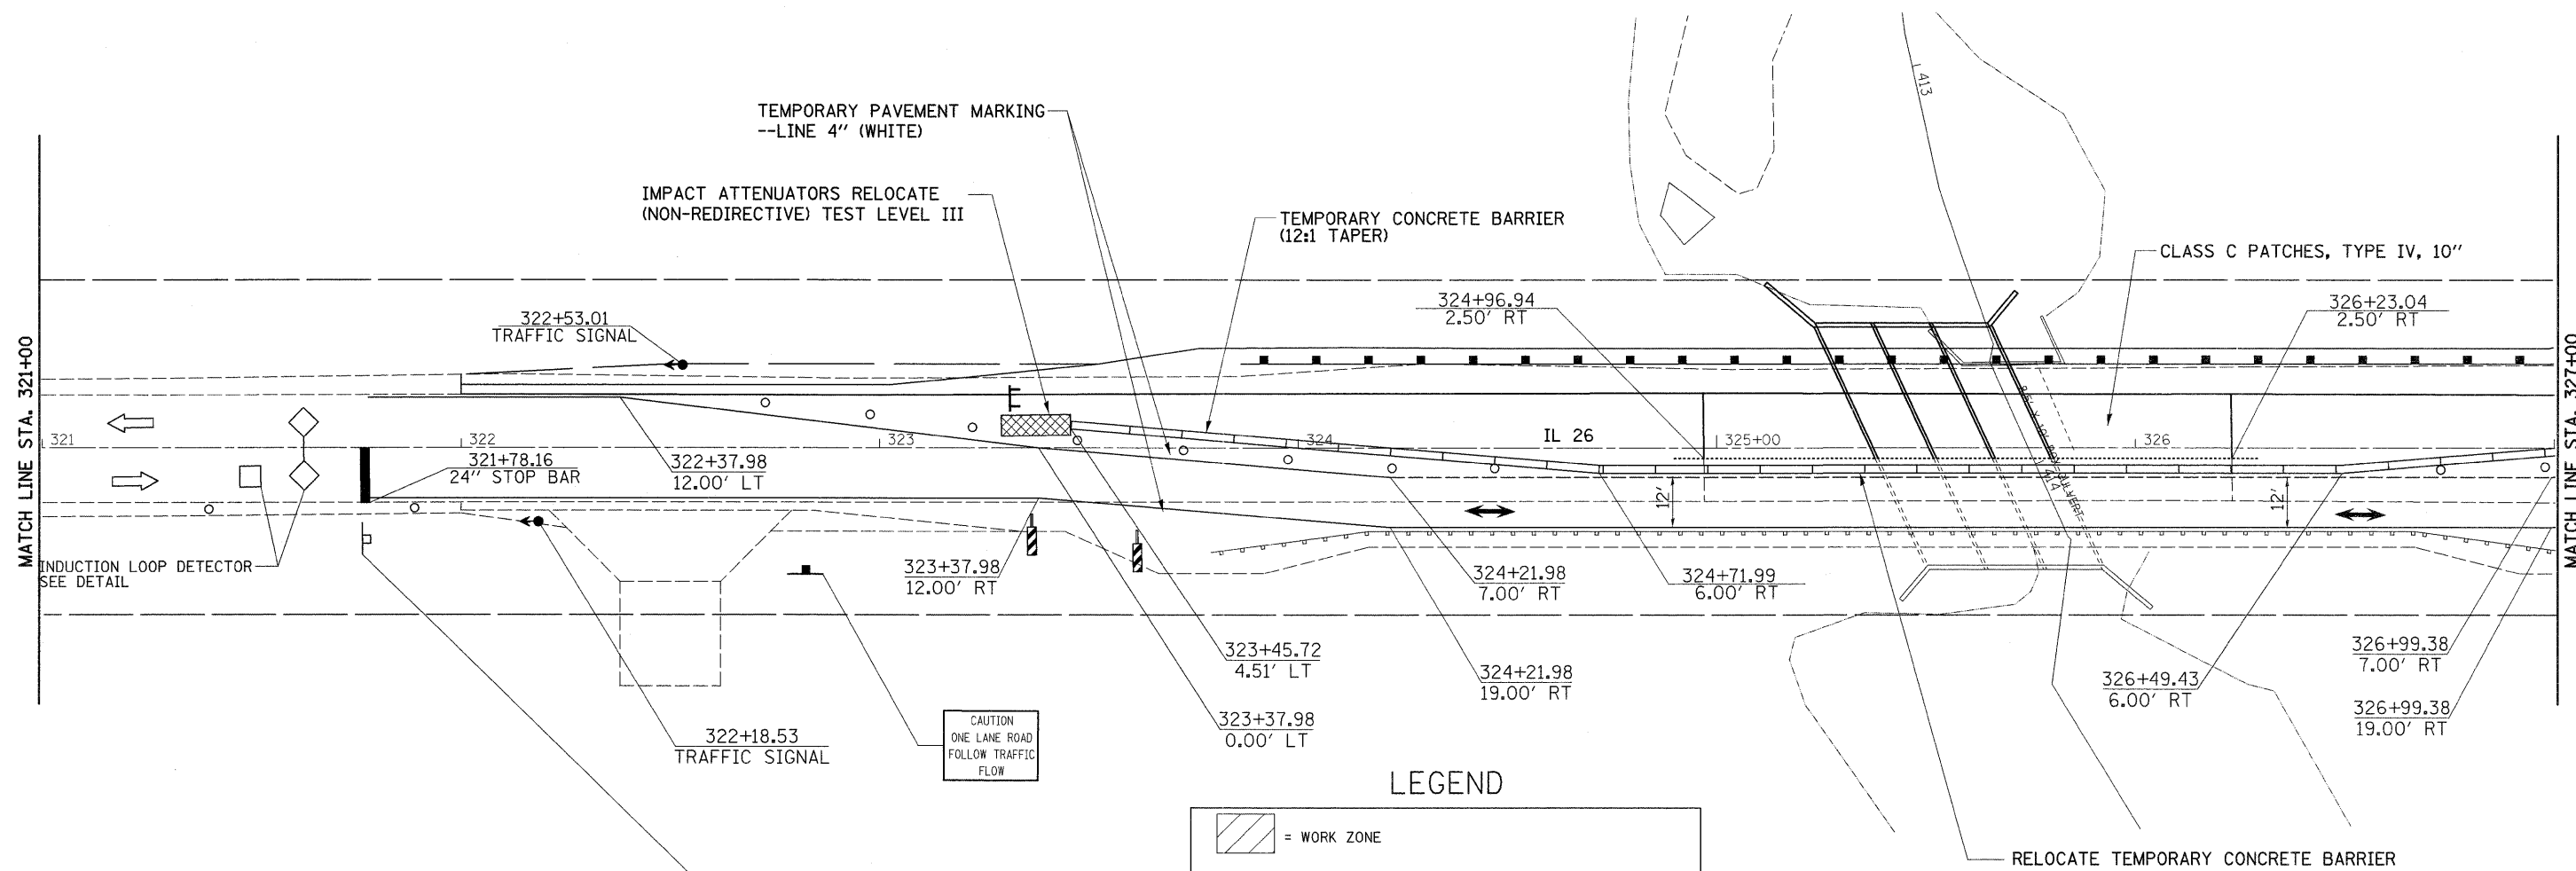 413
TEMPORARY PAVEMENT MARKING
--LINE 4" (WHITE)
IMPACT ATTENUATORS RELOCATE
(NON-REDIRECTIVE) TEST LEVEL III
TEMPORARY CONCRETE BARRIER
(12:1 TAPER)
CLASS C PATCHES, TYPE IV, 10"
324+96.94
2.50' RT
326+23.04
2.50' RT
322+53.01
TRAFFIC SIGNAL
MATCH LINE STA. 321+00
MATCH LINE STA. 327+00
321
322
323
324
IL 26
325+00
326
321+78.16
24" STOP BAR
322+37.98
12.00' LT
414
12'
12'
INDUCTION LOOP DETECTOR
SEE DETAIL
323+37.98
12.00' RT
324+21.98
7.00' RT
324+71.99
6.00' RT
323+45.72
4.51' LT
324+21.98
19.00' RT
326+99.38
7.00' RT
326+49.43
6.00' RT
326+99.38
19.00' RT
322+18.53
TRAFFIC SIGNAL
CAUTION
ONE LANE ROAD
FOLLOW TRAFFIC
FLOW
323+37.98
0.00' LT
LEGEND
= WORK ZONE
RELOCATE TEMPORARY CONCRETE BARRIER